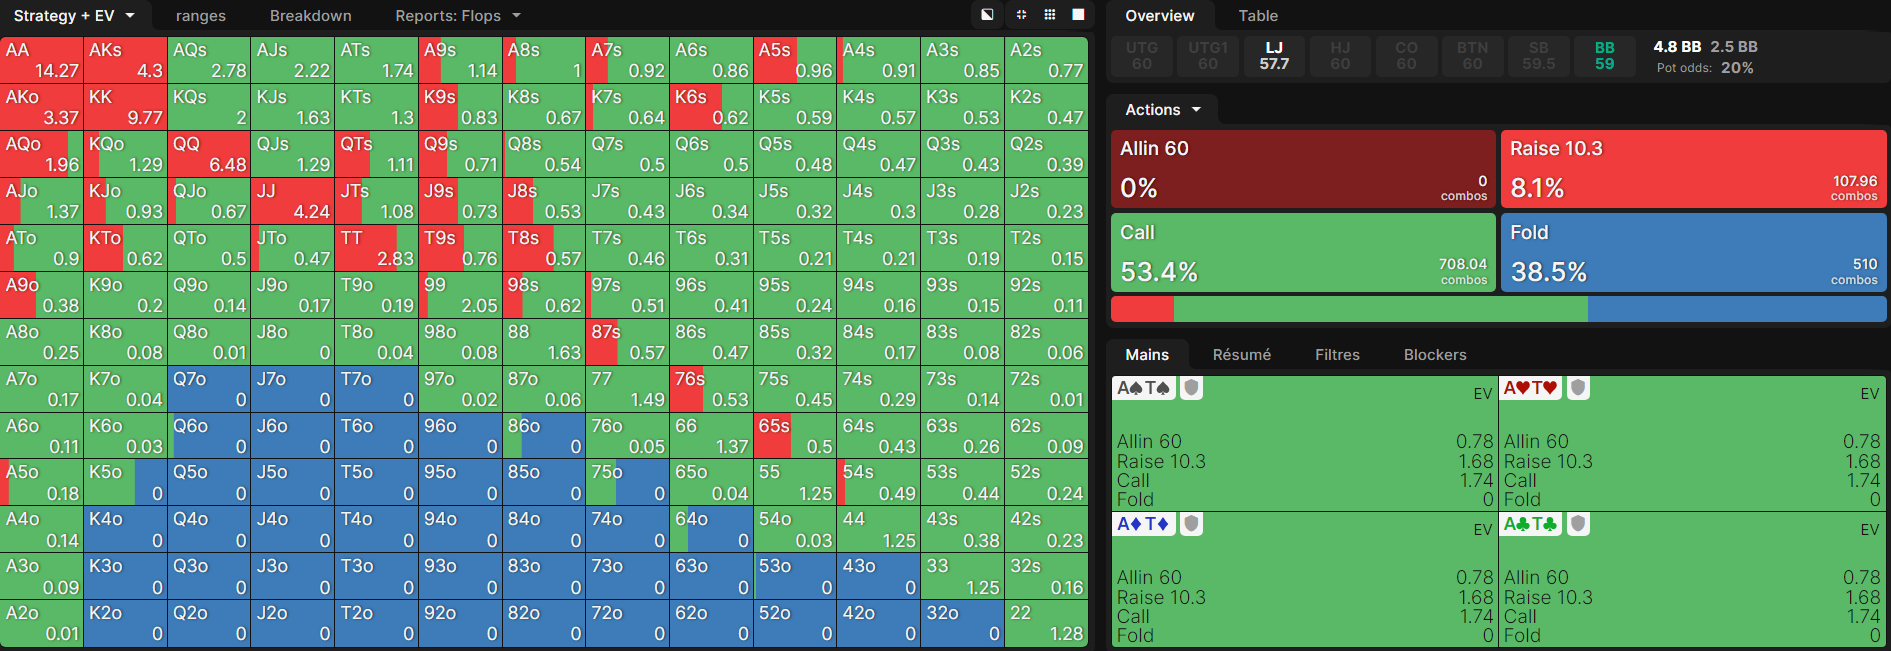 Strategy + EV ranges Breakdown Reports: Flops
AA AKs AQs AJs ATs A9s A8s A7s A6s A5s A4s A3s A2s
14.27 4.3 2.78 2.22 1.74 1.14 1 0.92 0.86 0.96 0.91 0.85 0.77
AKo KK KQs KJs KTs K9s K8s K7s K6s K5s K4s K3s K2s
3.37 9.77 2 1.63 1.3 0.83 0.67 0.64 0.62 0.59 0.57 0.53 0.47
AQo KQo QQ QJs QTs Q9s Q8s Q7s Q6s Q5s Q4s Q3s Q2s
1.96 1.29 6.48 1.29 1.11 0.71 0.54 0.5 0.5 0.48 0.47 0.43 0.39
AJo KJo QJo JJ JTs J9s J8s J7s J6s J5s J4s J3s J2s
1.37 0.93 0.67 4.24 1.08 0.73 0.53 0.43 0.34 0.32 0.3 0.28 0.23
ATo KTo QTo JTo TT T9s T8s T7s T6s T5s T4s T3s T2s
0.9 0.62 0.5 0.47 2.83 0.76 0.57 0.46 0.31 0.21 0.21 0.19 0.15
A9o K9o Q9o J9o T9o 99 98s 97s 96s 95s 94s 93s 92s
0.38 0.2 0.14 0.17 0.19 2.05 0.62 0.51 0.41 0.24 0.16 0.15 0.11
A8o K8o Q8o J8o T8o 98o 88 87s 86s 85s 84s 83s 82s
0.25 0.08 0.01 0 0.04 0.08 1.63 0.57 0.47 0.32 0.17 0.08 0.06
A7o K7o Q7o J7o T7o 97o 87o 77 76s 75s 74s 73s 72s
0.17 0.04 0 0 0 0.02 0.06 1.49 0.53 0.45 0.29 0.14 0.01
A6o K6o Q6o J6o T6o 96o 86o 76o 66 65s 64s 63s 62s
0.11 0.03 0 0 0 0 0 0.05 1.37 0.5 0.43 0.26 0.09
A5o K5o Q5o J5o T5o 95o 85o 75o 65o 55 54s 53s 52s
0.18 0 0 0 0 0 0 0 0.04 1.25 0.49 0.44 0.24
A4o K4o Q4o J4o T4o 94o 84o 74o 64o 54o 44 43s 42s
0.14 0 0 0 0 0 0 0 0 0.03 1.25 0.38 0.23
A3o K3o Q3o J3o T3o 93o 83o 73o 63o 53o 43o 33 32s
0.09 0 0 0 0 0 0 0 0 0 0 1.25 0.16
A2o K2o Q2o J2o T2o 92o 82o 72o 62o 52o 42o 32o 22
0.01 0 0 0 0 0 0 0 0 0 0 0 1.28
Overview Table
UTG UTG1 LJ HJ CO BTN SB BB 4.8 BB 2.5 BB
60 60 57.7 60 60 60 59.5 59 Pot odds: 20%
Actions
Allin 60 Raise 10.3
0% 0 combos 8.1% 107.96 combos
Call Fold
53.4% 708.04 combos 38.5% 510 combos
Mains Résumé Filtres Blockers
A♠T♠ EV A♥T♥ EV
Allin 60 0.78 Allin 60 0.78
Raise 10.3 1.68 Raise 10.3 1.68
Call 1.74 Call 1.74
Fold 0 Fold 0
A♦T♦ EV A♣T♣ EV
Allin 60 0.78 Allin 60 0.78
Raise 10.3 1.68 Raise 10.3 1.68
Call 1.74 Call 1.74
Fold 0 Fold 0